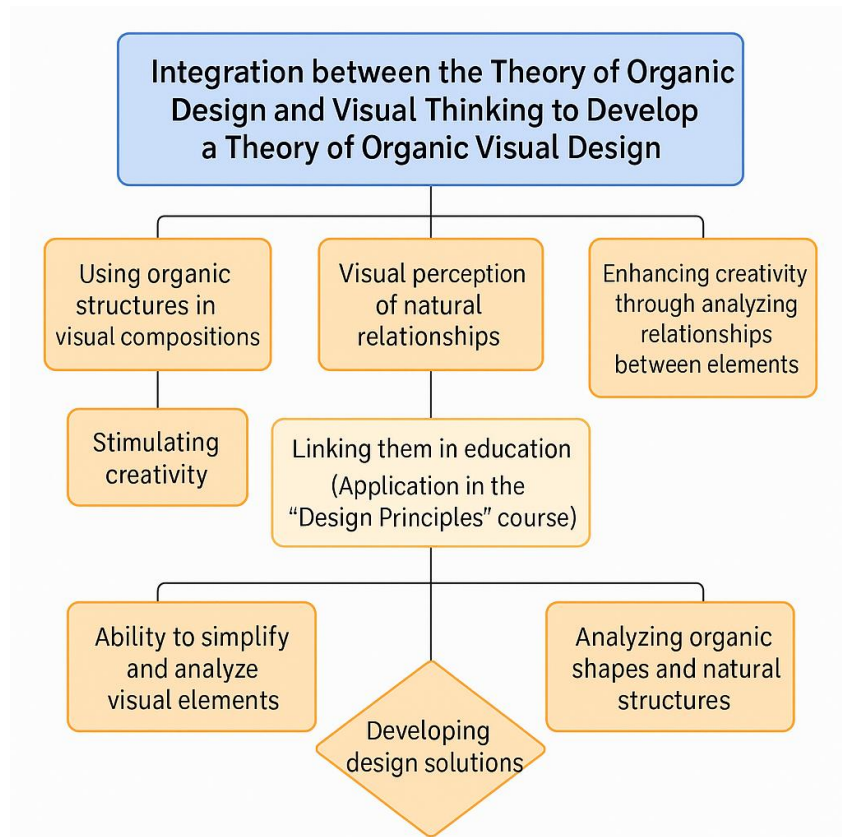 Integration between the Theory of Organic
Design and Visual Thinking to Develop
a Theory of Organic Visual Design
Using organic
structures in
visual compositions
Visual perception
of natural
relationships
Enhancing creativity
through analyzing
relationships
between elements
Stimulating
creativity
Linking them in education
(Application in the
“Design Principles” course)
Ability to simplify
and analyze
visual elements
Developing
design solutions
Analyzing organic
shapes and natural
structures